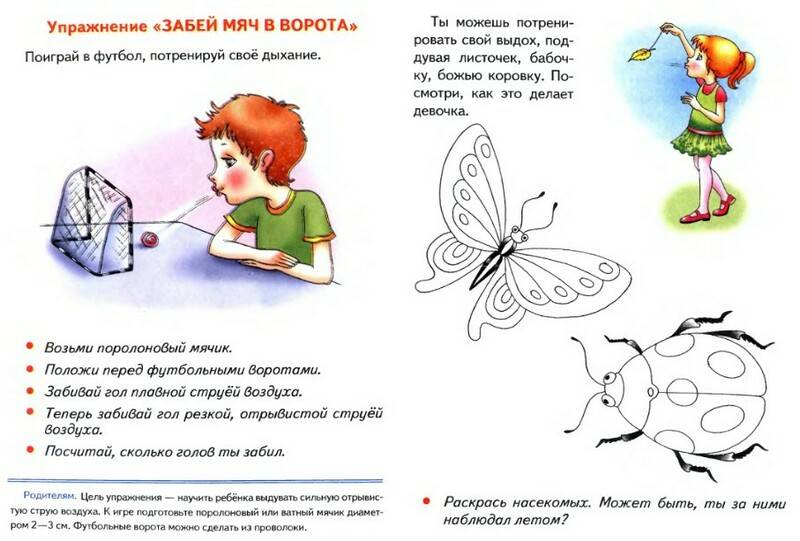 Упражнение «ЗАБЕЙ МЯЧ В ВОРОТА»
Поиграй в футбол, потренируй своё дыхание.
• Возьми поролоновый мячик.
• Положи перед футбольными воротами.
• Забивай гол плавной струёй воздуха.
• Теперь забивай гол резкой, отрывистой струёй
воздуха.
• Посчитай, сколько голов ты забил.
Родителям. Цель упражнения — научить ребёнка выдувать сильную отрывис-
тую струю воздуха. К игре подготовьте поролоновый или ватный мячик диамет-
ром 2—3 см. Футбольные ворота можно сделать из проволоки.
Ты можешь потрени-
ровать свой выдох, под-
дувая листочек, бабоч-
ку, божью коровку. По-
смотри, как это делает
девочка.
• Раскрась насекомых. Может быть, ты за ними
наблюдал летом?